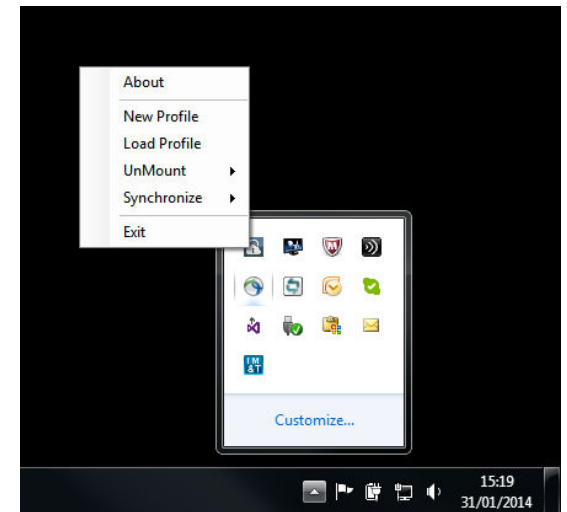 About
New Profile
Load Profile
UnMount
Synchronize
Exit
IM
&T
Customize...
15:19
31/01/2014